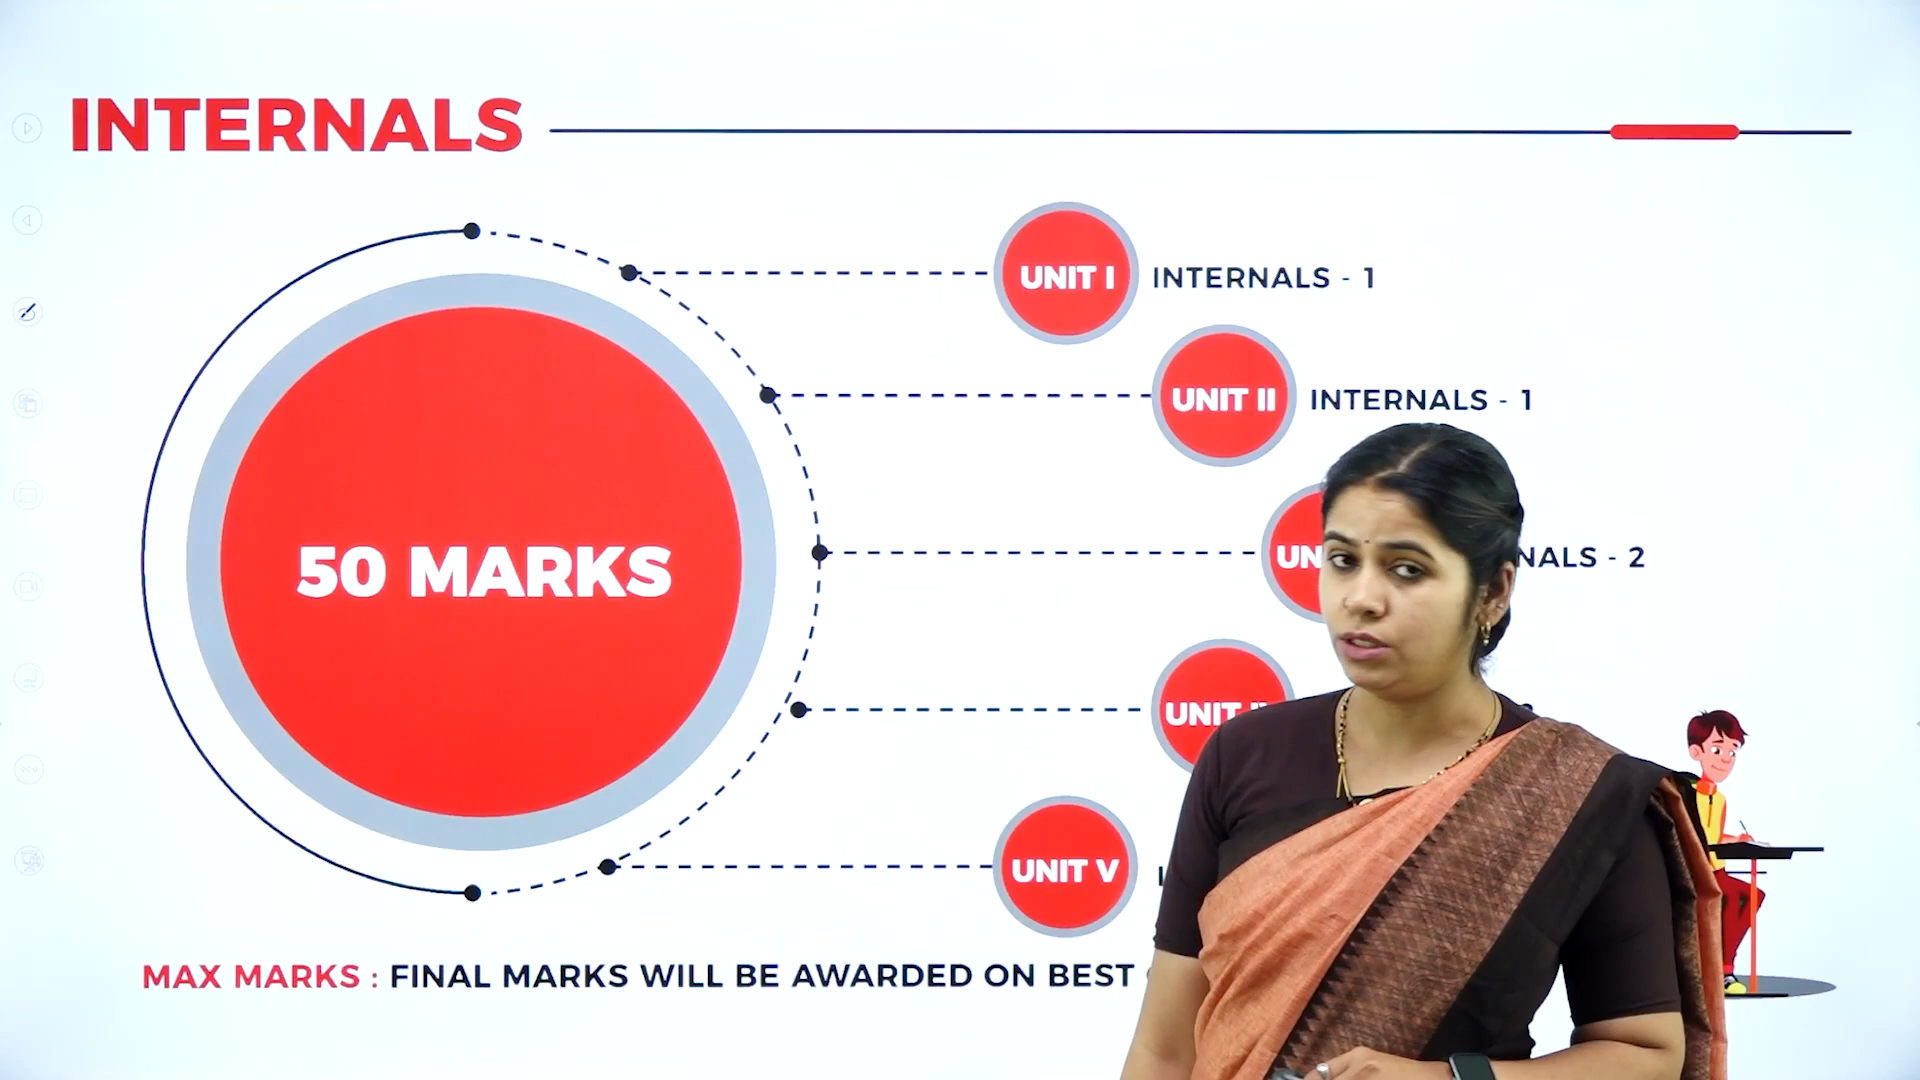 INTERNALS
UNIT I INTERNALS - 1
UNIT II INTERNALS - 1
50 MARKS
- 2
UNIT
UNIT V
MAX MARKS : FINAL MARKS WILL BE AWARDED ON BEST